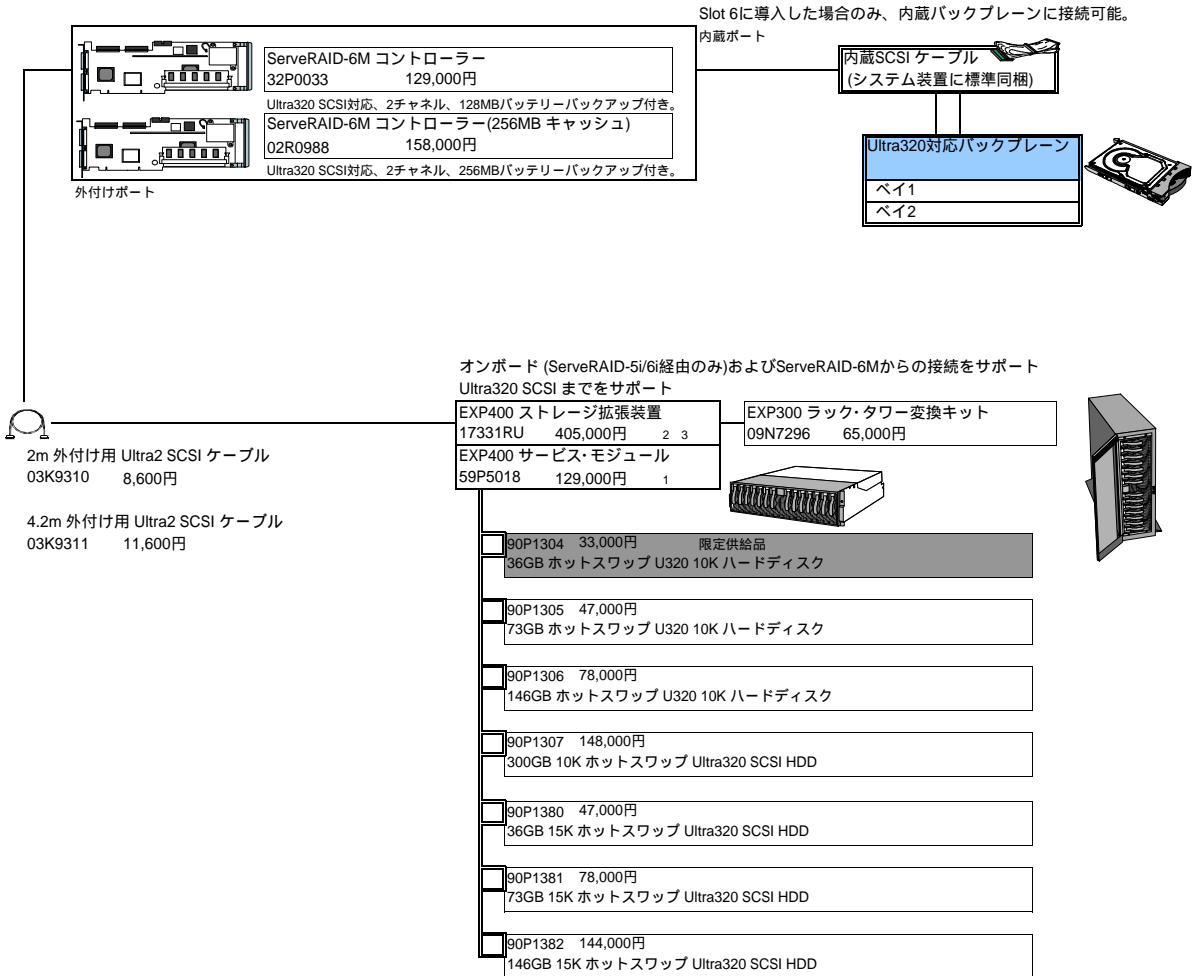 Slot 6に導入した場合のみ、内蔵バックプレーンに接続可能。
内蔵ポート
ServeRAID-6M コントローラー
32P0033 129,000円
Ultra320 SCSI対応、2チャネル、128MBバッテリーバックアップ付き。
ServeRAID-6M コントローラー(256MB キャッシュ)
02R0988 158,000円
Ultra320 SCSI対応、2チャネル、256MBバッテリーバックアップ付き。
外付けポート
内蔵SCSI ケーブル
(システム装置に標準同梱)
Ultra320対応バックプレーン
ベイ1
ベイ2
オンボード (ServeRAID-5i/6i経由のみ)およびServeRAID-6Mからの接続をサポート
Ultra320 SCSI までをサポート
EXP400 ストレージ拡張装置
17331RU 405,000円 2 3
EXP400 サービス・モジュール
59P5018 129,000円 1
EXP300 ラック・タワー変換キット
09N7296 65,000円
2m 外付け用 Ultra2 SCSI ケーブル
03K9310 8,600円
4.2m 外付け用 Ultra2 SCSI ケーブル
03K9311 11,600円
90P1304 33,000円 限定供給品
36GB ホットスワップ U320 10K ハードディスク
90P1305 47,000円
73GB ホットスワップ U320 10K ハードディスク
90P1306 78,000円
146GB ホットスワップ U320 10K ハードディスク
90P1307 148,000円
300GB 10K ホットスワップ Ultra320 SCSI HDD
90P1380 47,000円
36GB 15K ホットスワップ Ultra320 SCSI HDD
90P1381 78,000円
73GB 15K ホットスワップ Ultra320 SCSI HDD
90P1382 144,000円
146GB 15K ホットスワップ Ultra320 SCSI HDD